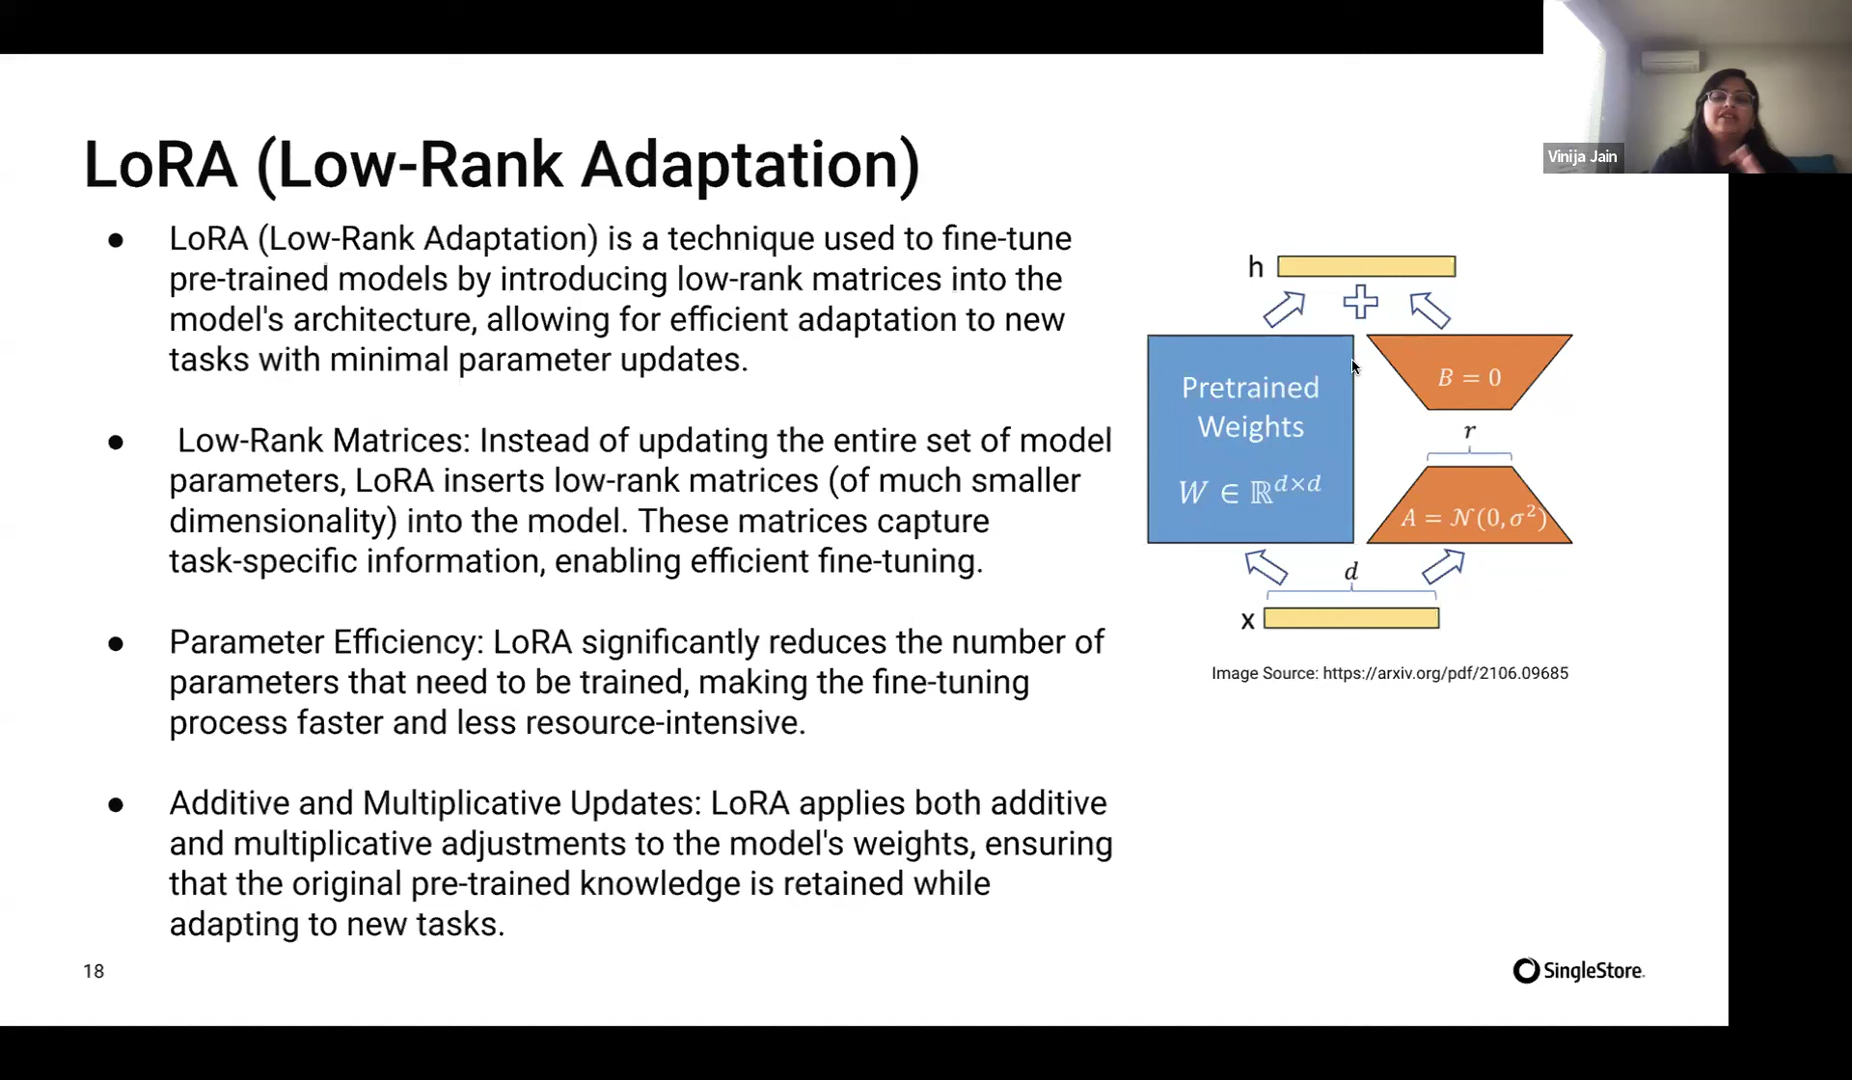 Vinija Jain
LoRA (Low-Rank Adaptation)
● LoRA (Low-Rank Adaptation) is a technique used to fine-tune
pre-trained models by introducing low-rank matrices into the
model's architecture, allowing for efficient adaptation to new
tasks with minimal parameter updates.
● Low-Rank Matrices: Instead of updating the entire set of model
parameters, LoRA inserts low-rank matrices (of much smaller
dimensionality) into the model. These matrices capture
task-specific information, enabling efficient fine-tuning.
● Parameter Efficiency: LoRA significantly reduces the number of
parameters that need to be trained, making the fine-tuning
process faster and less resource-intensive.
● Additive and Multiplicative Updates: LoRA applies both additive
and multiplicative adjustments to the model's weights, ensuring
that the original pre-trained knowledge is retained while
adapting to new tasks.
h
Pretrained
Weights
W ∈ ℝ^{d×d}
B = 0
r
A = 𝒩(0, σ²)
d
x
Image Source: https://arxiv.org/pdf/2106.09685
18
SingleStore